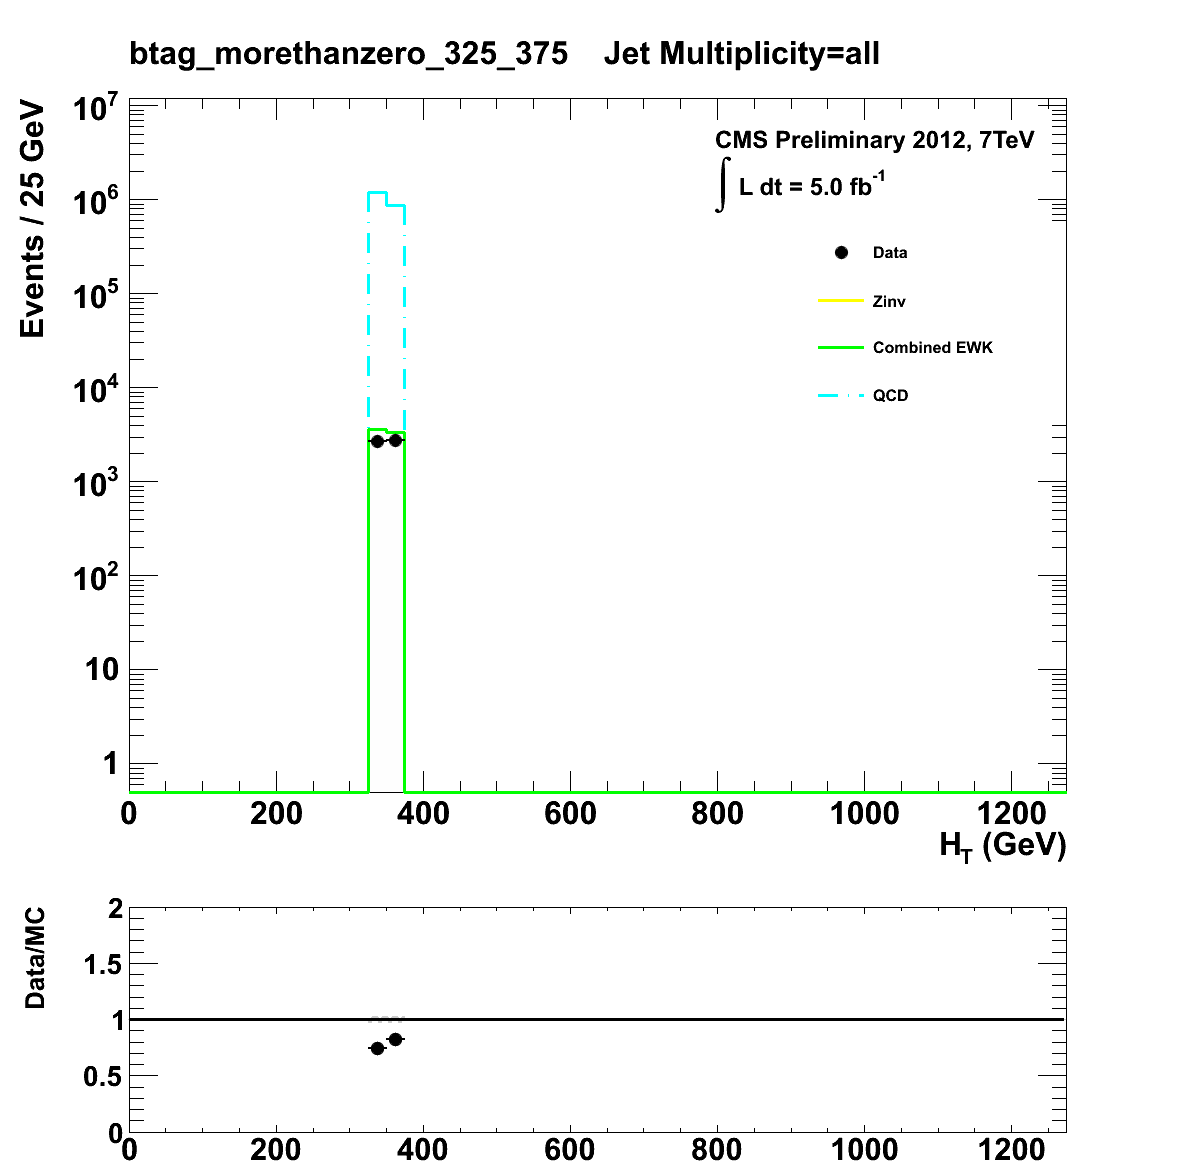 btag_morethanzero_325_375 Jet Multiplicity=all
Events / 25 GeV
10^7
10^6
10^5
10^4
10^3
10^2
10
1
CMS Preliminary 2012, 7TeV
∫ L dt = 5.0 fb^-1
Data
Zinv
Combined EWK
QCD
0 200 400 600 800 1000 1200
H_T (GeV)
Data/MC
2
1.5
1
0.5
0
0 200 400 600 800 1000 1200